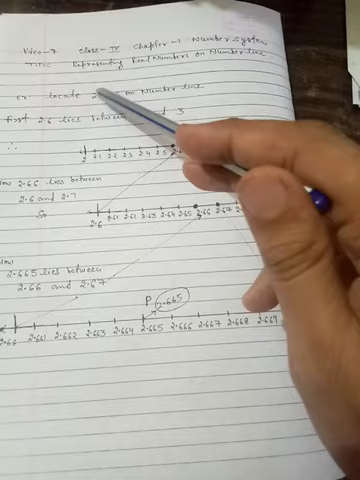 Video-7 Class-IX Chapter-1 Number System
Title Representing Real Numbers on Number line
Locate on Number line
first 2.6 lies between 3
∴
2 2.1 2.2 2.3 2.4 2.5
Now 2.66 lies between
2.6 and 2.7
So
2.6 2.61 2.62 2.63 2.64 2.65 2.66 2.67
Now
2.665 lies between
2.66 and 2.67
P 2.665
2.66 2.661 2.662 2.663 2.664 2.665 2.666 2.667 2.668 2.669